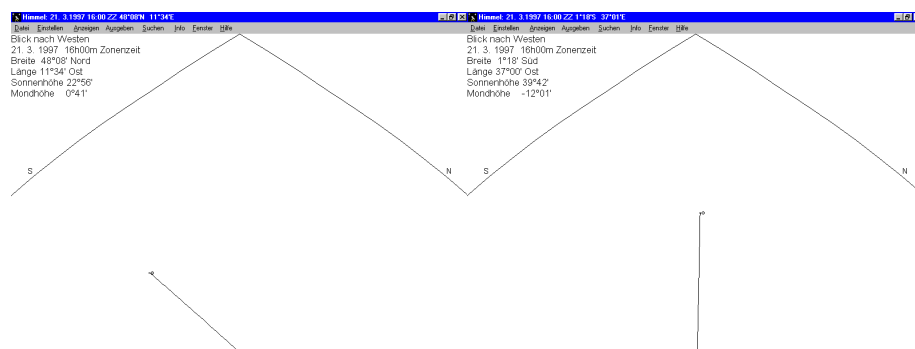 Himmel: 21. 3.1997 16:00 ZZ 48°08'N 11°34'E
Datei Einstellen Anzeigen Ausgeben Suchen Info Fenster Hilfe
Blick nach Westen
21. 3. 1997 16h00m Zonenzeit
Breite 48°08' Nord
Länge 11°34' Ost
Sonnenhöhe 22°56'
Mondhöhe 0°41'
S
N
Himmel: 21. 3.1997 16:00 ZZ 1°18'S 37°01'E
Datei Einstellen Anzeigen Ausgeben Suchen Info Fenster Hilfe
Blick nach Westen
21. 3. 1997 16h00m Zonenzeit
Breite 1°18' Süd
Länge 37°00' Ost
Sonnenhöhe 39°42'
Mondhöhe -12°01'
S
N